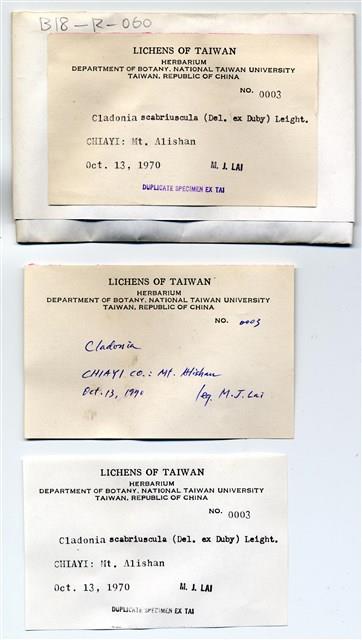 B18-R-060
LICHENS OF TAIWAN
HERBARIUM
DEPARTMENT OF BOTANY, NATIONAL TAIWAN UNIVERSITY
TAIWAN, REPUBLIC OF CHINA
NO. 0003
Cladonia scabriuscula (Del. ex Duby) Leight.
CHIAYI: Mt. Alishan
Oct. 13, 1970 M. J. LAI
DUPLICATE SPECIMEN EX TAI
LICHENS OF TAIWAN
HERBARIUM
DEPARTMENT OF BOTANY, NATIONAL TAIWAN UNIVERSITY
TAIWAN, REPUBLIC OF CHINA
NO. 0003
Cladonia
CHIAYI CO.: Mt. Alishan
Oct. 13, 1970 leg. M. J. Lai
LICHENS OF TAIWAN
HERBARIUM
DEPARTMENT OF BOTANY, NATIONAL TAIWAN UNIVERSITY
TAIWAN, REPUBLIC OF CHINA
NO. 0003
Cladonia scabriuscula (Del. ex Duby) Leight.
CHIAYI: Mt. Alishan
Oct. 13, 1970 M. J. LAI
DUPLICATE SPECIMEN EX TAI